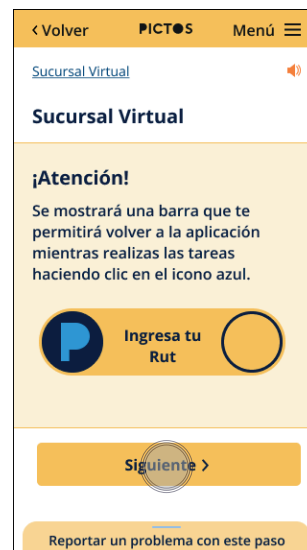 < Volver PICTOS Menú
Sucursal Virtual
Sucursal Virtual
¡Atención!
Se mostrará una barra que te
permitirá volver a la aplicación
mientras realizas las tareas
haciendo clic en el icono azul.
P Ingresa tu
Rut
Siguiente >
Reportar un problema con este paso